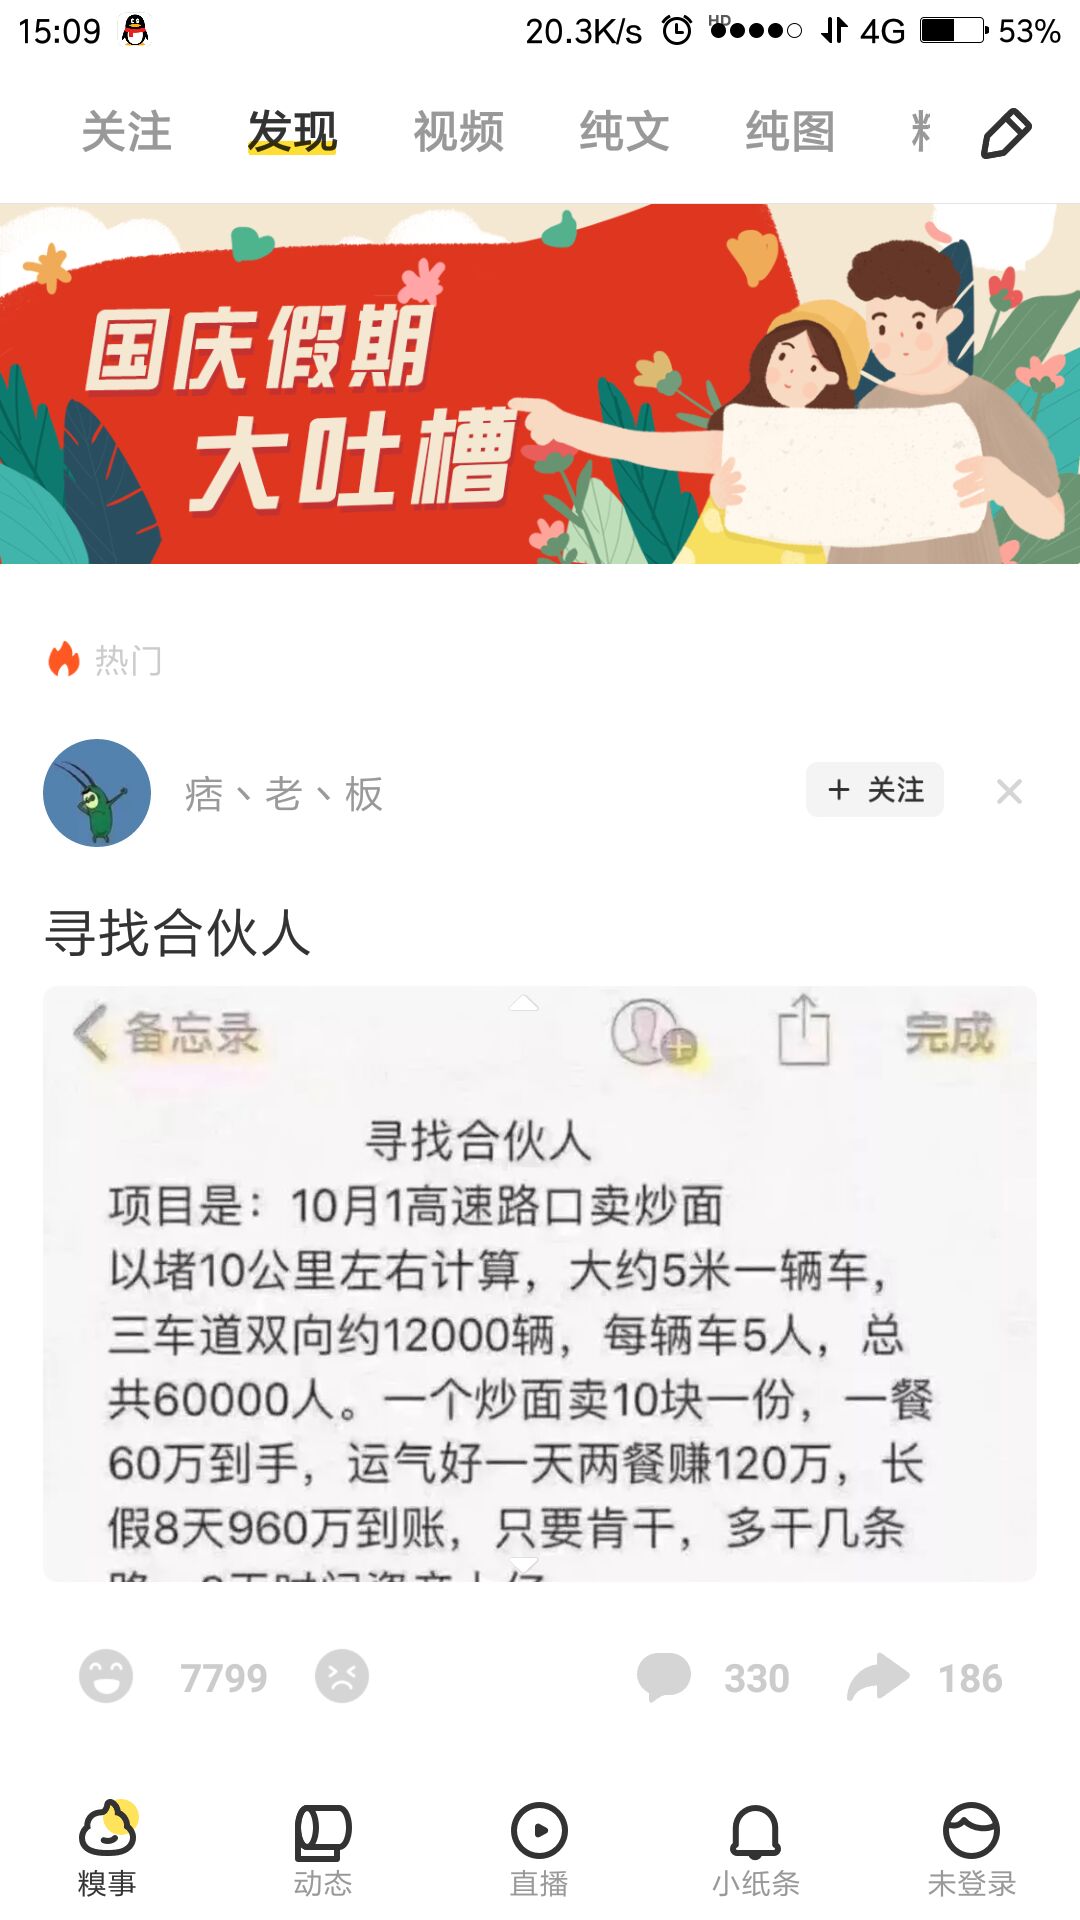 15:09 20.3K/s HD 4G 53%
关注 发现 视频 纯文 纯图
国庆假期
大吐槽
热门
痞丶老丶板 + 关注
寻找合伙人
备忘录 完成
寻找合伙人
项目是：10月1高速路口卖炒面
以堵10公里左右计算，大约5米一辆车，
三车道双向约12000辆，每辆车5人，总
共60000人。一个炒面卖10块一份，一餐
60万到手，运气好一天两餐赚120万，长
假8天960万到账，只要肯干，多干几条
7799 330 186
糗事 动态 直播 小纸条 未登录